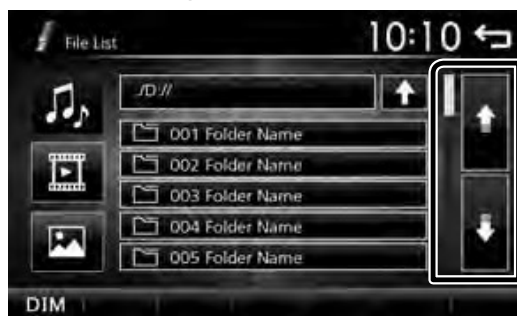 File List
10:10
./D://
001 Folder Name
002 Folder Name
003 Folder Name
004 Folder Name
005 Folder Name
DIM